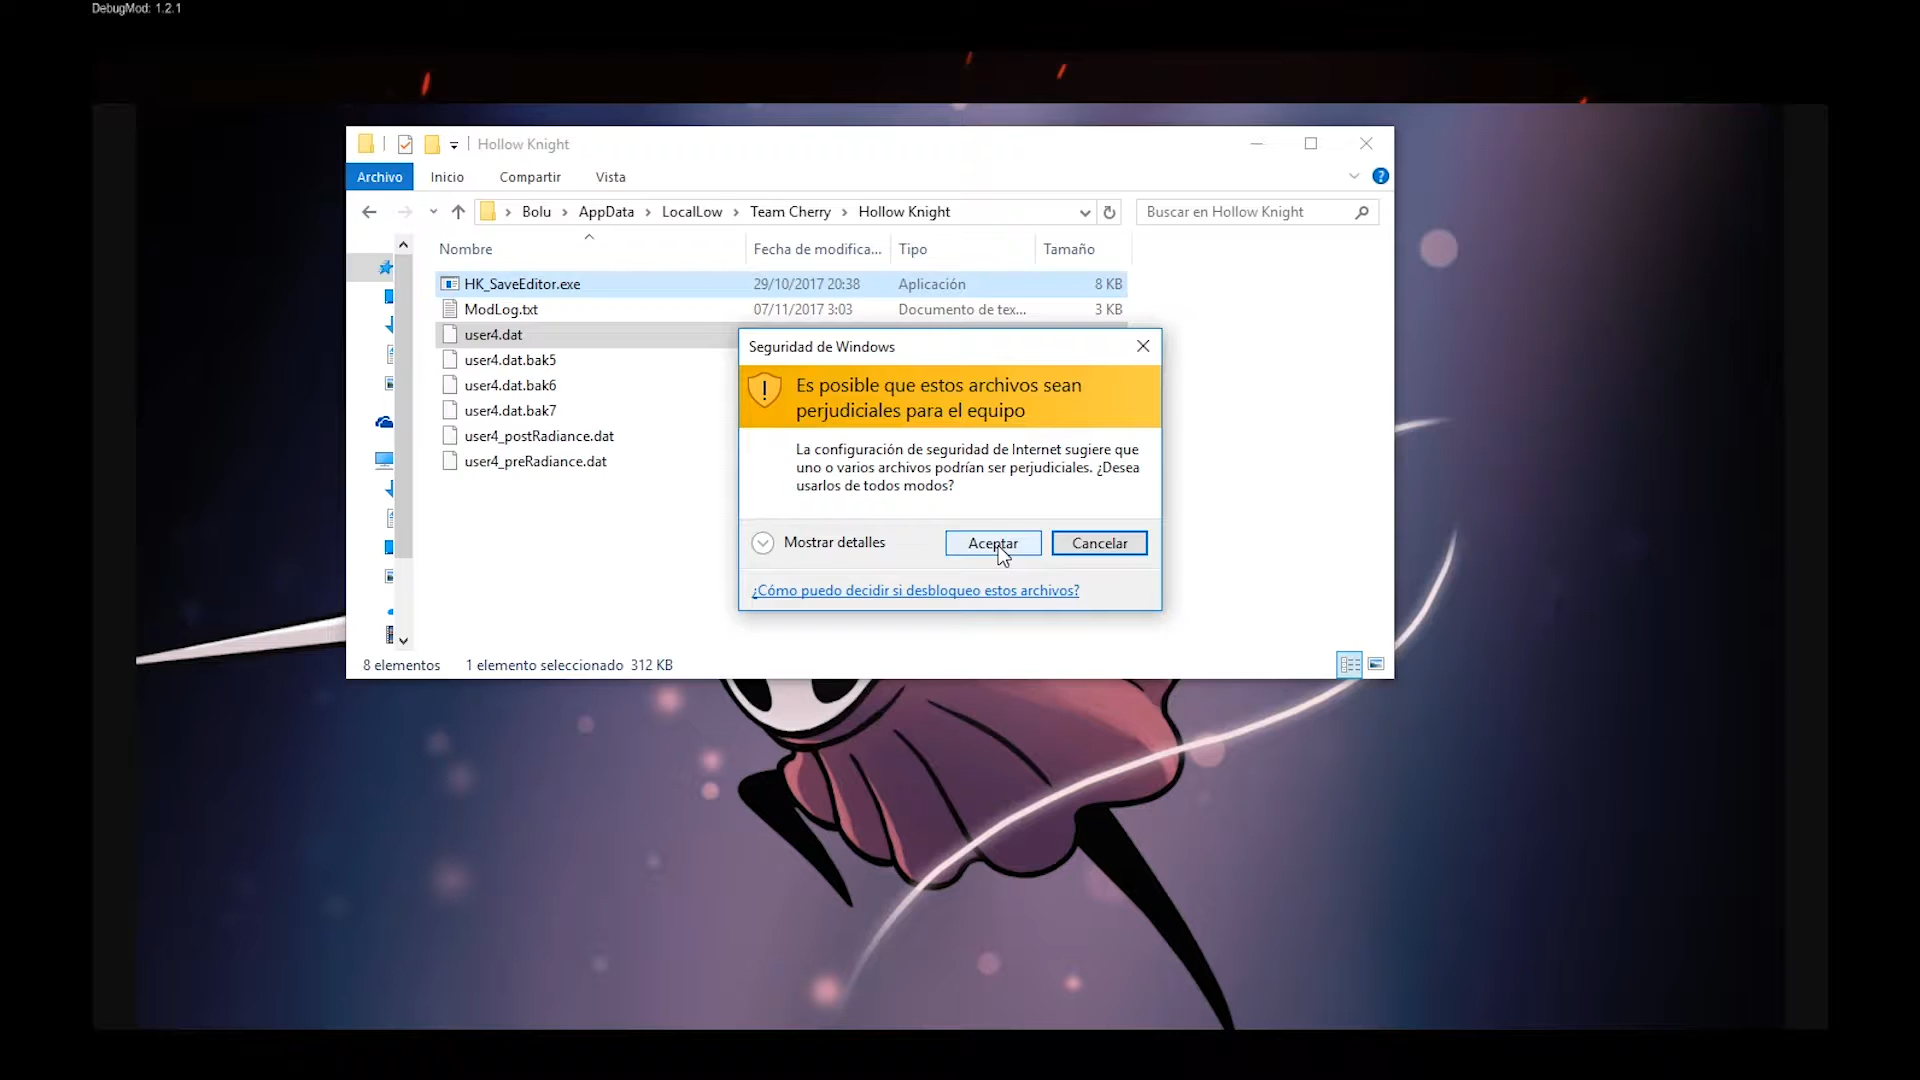 DebugMod: 1.2.1
Hollow Knight
Archivo Inicio Compartir Vista
Bolu AppData LocalLow Team Cherry Hollow Knight
Buscar en Hollow Knight
Nombre Fecha de modifica... Tipo Tamaño
HK_SaveEditor.exe 29/10/2017 20:38 Aplicación 8 KB
ModLog.txt 07/11/2017 3:03 Documento de tex... 3 KB
user4.dat
user4.dat.bak5
user4.dat.bak6
user4.dat.bak7
user4_postRadiance.dat
user4_preRadiance.dat
Seguridad de Windows
Es posible que estos archivos sean
perjudiciales para el equipo
La configuración de seguridad de Internet sugiere que
uno o varios archivos podrían ser perjudiciales. ¿Desea
usarlos de todos modos?
Mostrar detalles Aceptar Cancelar
¿Cómo puedo decidir si desbloqueo estos archivos?
8 elementos 1 elemento seleccionado 312 KB